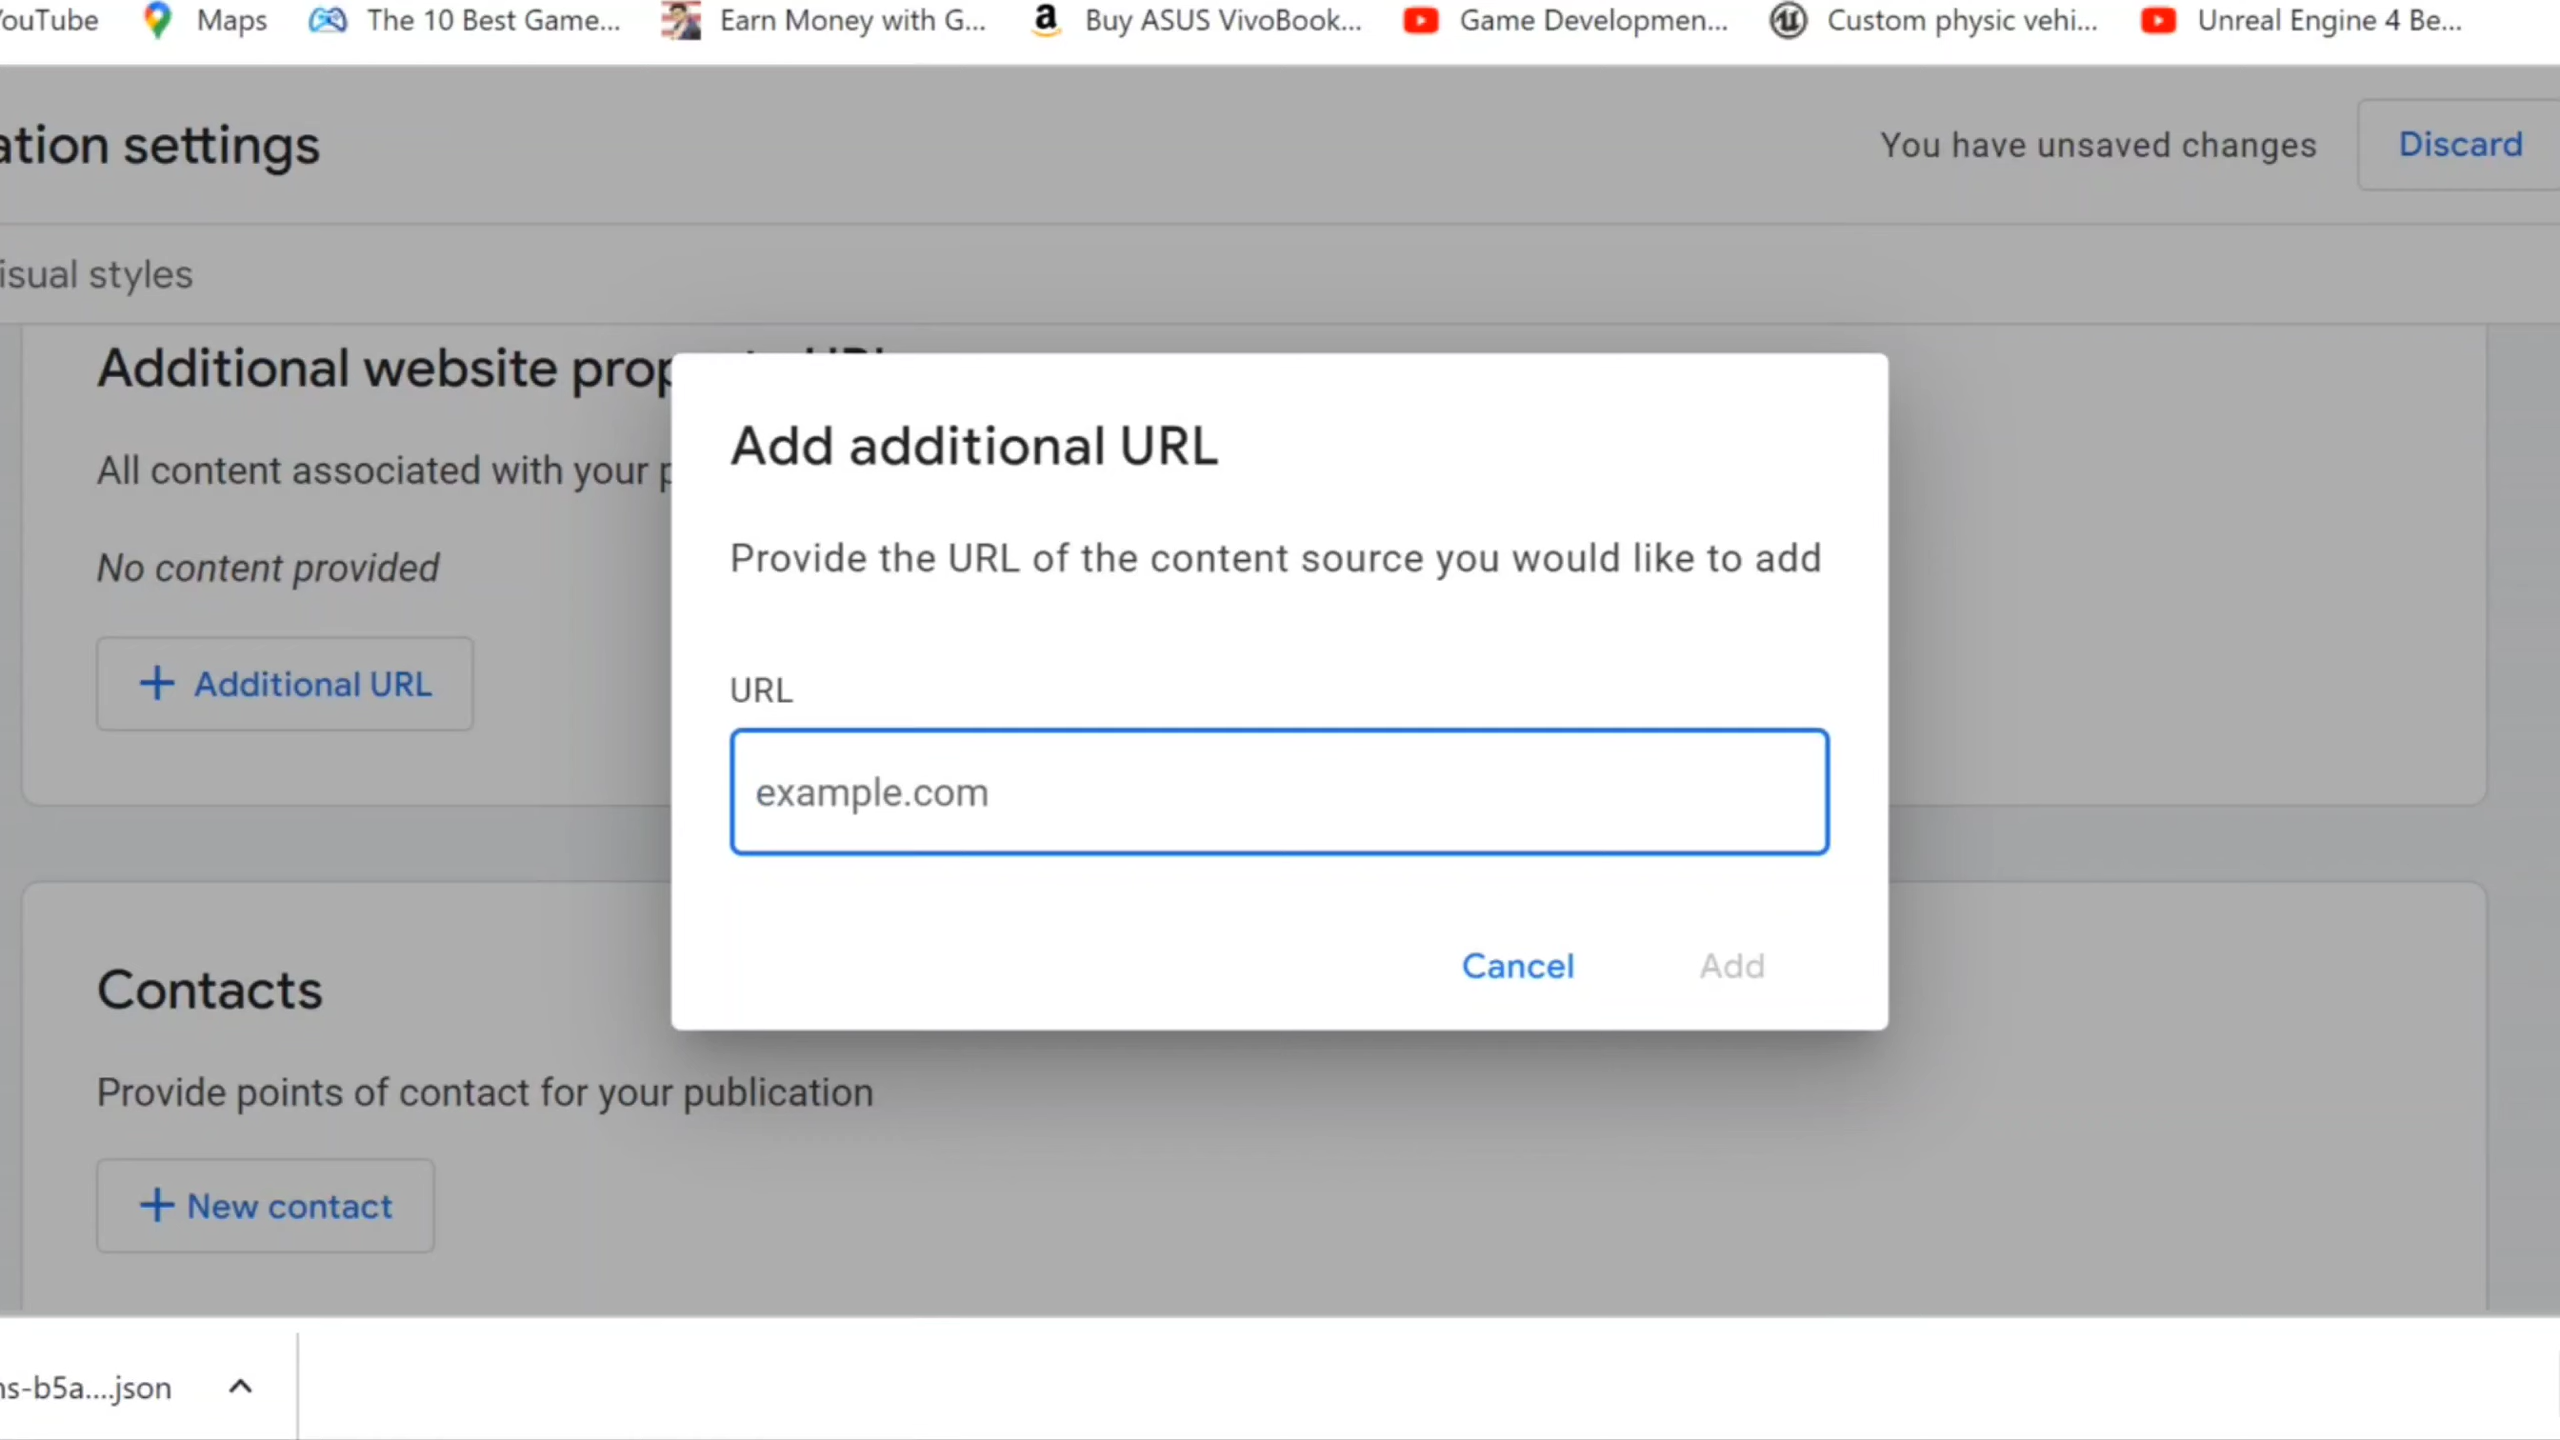 YouTube Maps The 10 Best Game... Earn Money with G... Buy ASUS VivoBook... Game Developmen... Custom physic vehi... Unreal Engine 4 Be...
ation settings
You have unsaved changes
Discard
isual styles
Additional website
All content associated with your
No content provided
+ Additional URL
Add additional URL
Provide the URL of the content source you would like to add
URL
example.com
Cancel
Add
Contacts
Provide points of contact for your publication
+ New contact
ns-b5a....json